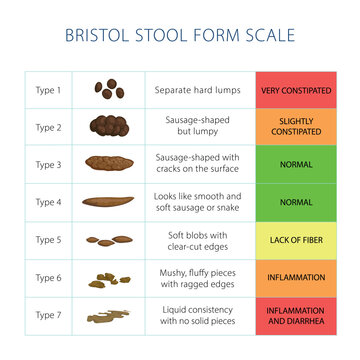 BRISTOL STOOL FORM SCALE
Type 1
Separate hard lumps
VERY CONSTIPATED
Type 2
Sausage-shaped
but lumpy
SLIGHTLY
CONSTIPATED
Type 3
Sausage-shaped with
cracks on the surface
NORMAL
Type 4
Looks like smooth and
soft sausage or snake
NORMAL
Type 5
Soft blobs with
clear-cut edges
LACK OF FIBER
Type 6
Mushy, fluffy pieces
with ragged edges
INFLAMMATION
Type 7
Liquid consistency
with no solid pieces
INFLAMMATION
AND DIARRHEA